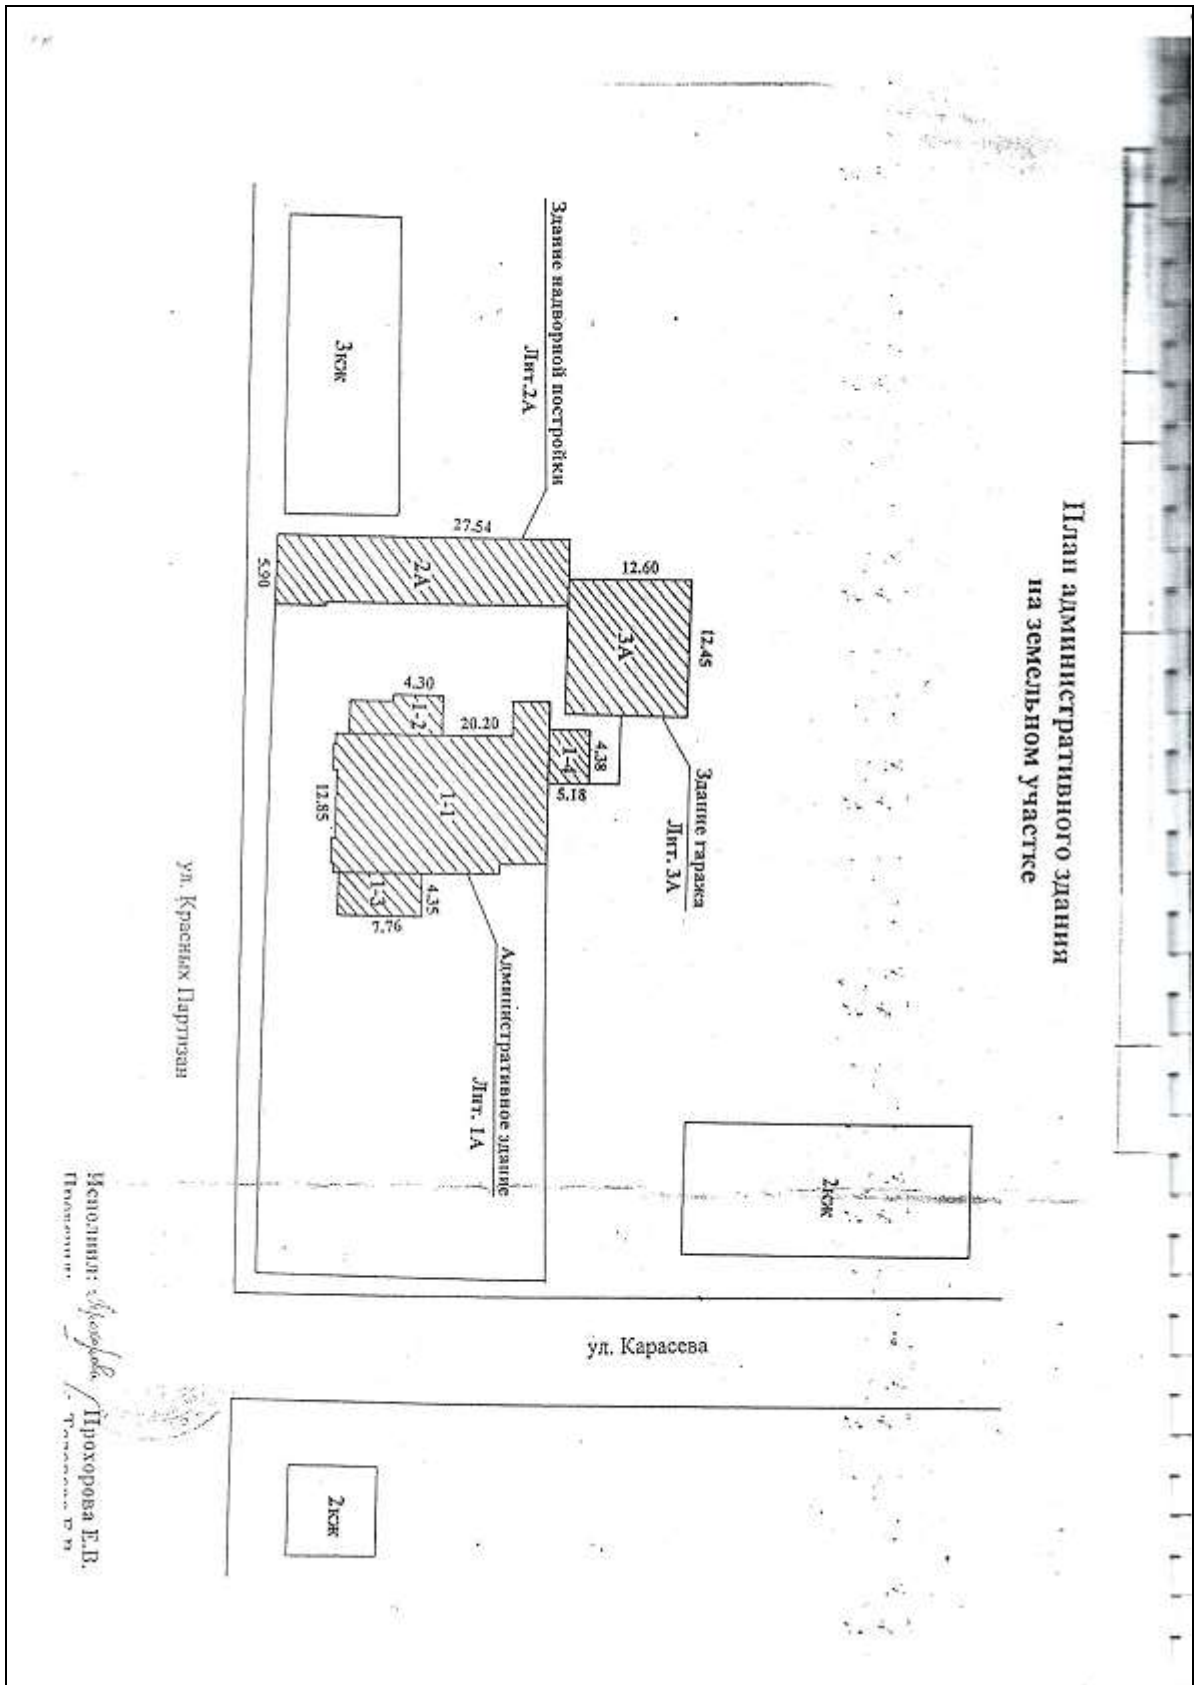 План административного здания
на земельном участке
Здание надворной постройки
Лит.2А
Здание гаража
Лит. 3А
Административное здание
Лит. 1А
3кж
2кж
2кж
27.54
5.90
2А
12.60
12.45
3А
4.30
1-2
20.20
4.38
1-4
5.18
1-1
12.85
1-3
4.35
7.76
ул. Красных Партизан
ул. Карасева
Исполнил: Прохорова Е.В.